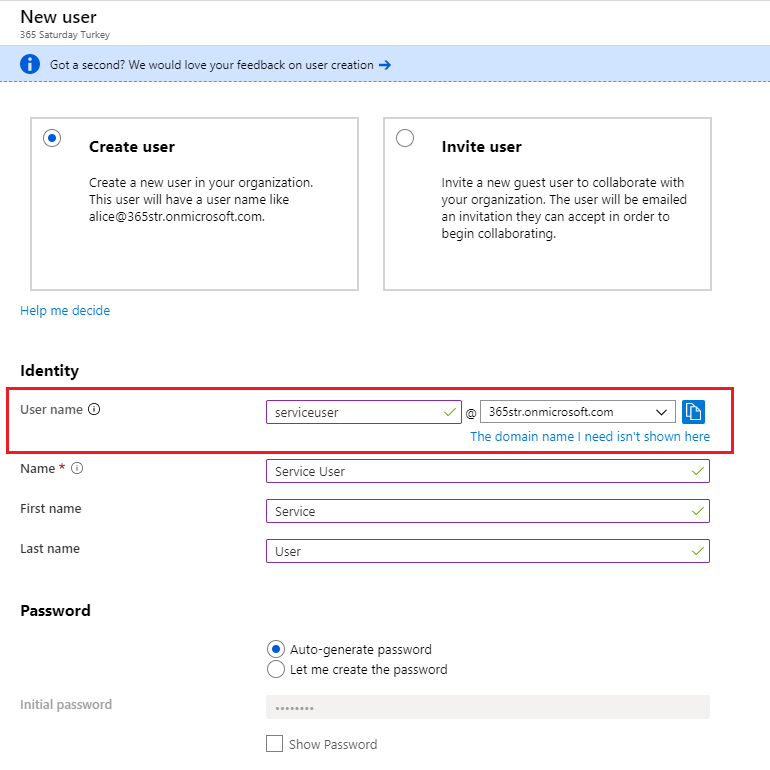 New user
365 Saturday Turkey
Got a second? We would love your feedback on user creation →
Create user
Create a new user in your organization.
This user will have a user name like
alice@365str.onmicrosoft.com.
Invite user
Invite a new guest user to collaborate with
your organization. The user will be emailed
an invitation they can accept in order to
begin collaborating.
Help me decide
Identity
User name
serviceuser @ 365str.onmicrosoft.com
The domain name I need isn't shown here
Name *
Service User
First name
Service
Last name
User
Password
Auto-generate password
Let me create the password
Initial password
••••••••
Show Password